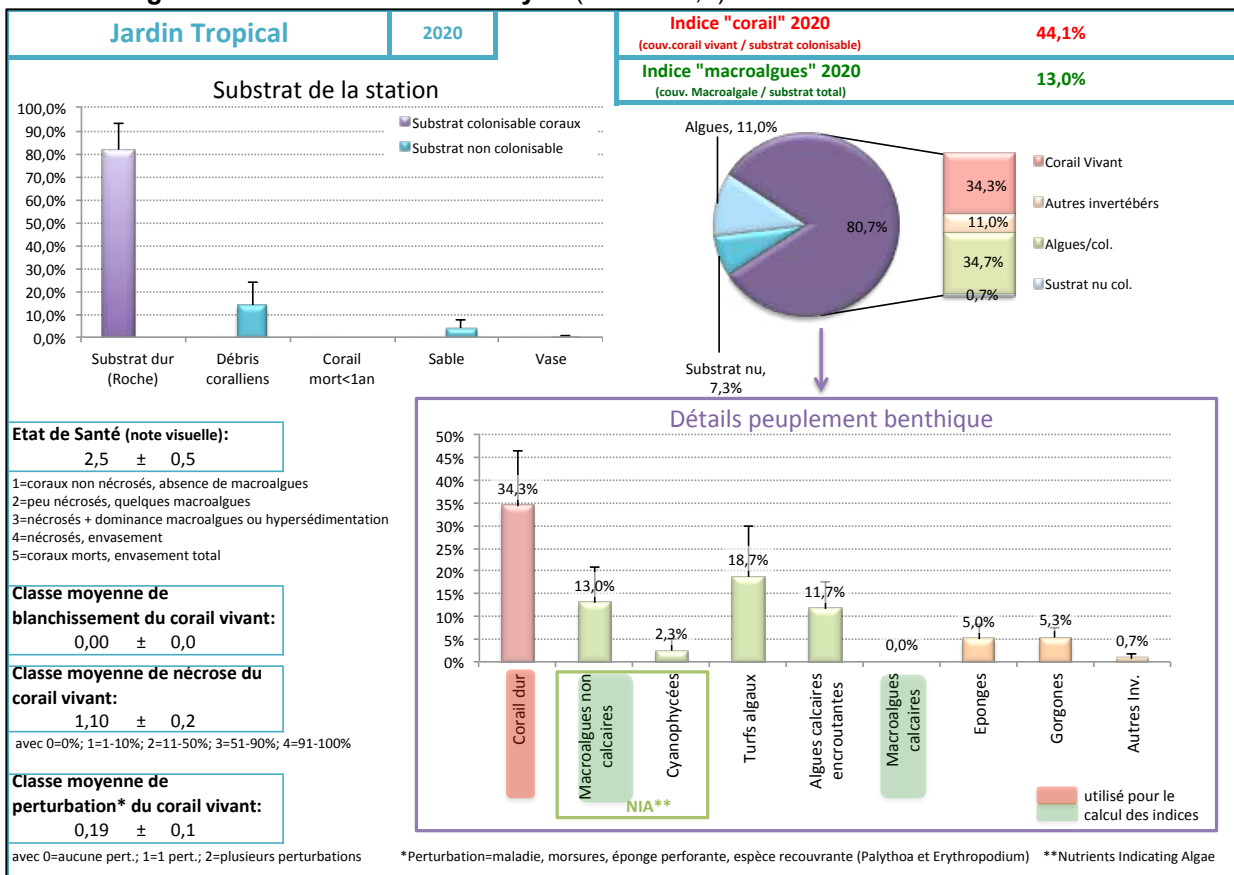 Jardin Tropical
2020
Indice "corail" 2020
(couv.corail vivant / substrat colonisable)
44,1%
Indice "macroalgues" 2020
(couv. Macroalgale / substrat total)
13,0%
Substrat de la station
100,0%
90,0%
80,0%
70,0%
60,0%
50,0%
40,0%
30,0%
20,0%
10,0%
0,0%
Substrat colonisable coraux
Substrat non colonisable
Substrat dur
(Roche)
Débris
coralliens
Corail
mort<1an
Sable
Vase
Algues, 11,0%
80,7%
Substrat nu,
7,3%
34,3%
11,0%
34,7%
0,7%
Corail Vivant
Autres invertébérs
Algues/col.
Sustrat nu col.
Etat de Santé (note visuelle):
2,5 ± 0,5
1=coraux non nécrosés, absence de macroalgues
2=peu nécrosés, quelques macroalgues
3=nécrosés + dominance macroalgues ou hypersédimentation
4=nécrosés, envasement
5=coraux morts, envasement total
Classe moyenne de
blanchissement du corail vivant:
0,00 ± 0,0
Classe moyenne de nécrose du
corail vivant:
1,10 ± 0,2
avec 0=0%; 1=1-10%; 2=11-50%; 3=51-90%; 4=91-100%
Classe moyenne de
perturbation* du corail vivant:
0,19 ± 0,1
avec 0=aucune pert.; 1=1 pert.; 2=plusieurs perturbations
Détails peuplement benthique
50%
45%
40%
35%
30%
25%
20%
15%
10%
5%
0%
34,3%
13,0%
2,3%
18,7%
11,7%
0,0%
5,0%
5,3%
0,7%
Corail dur
Macroalgues non
calcaires
Cyanophycées
Turfs algaux
Algues calcaires
encroutantes
Macroalgues
calcaires
Eponges
Gorgones
Autres Inv.
NIA**
utilisé pour le
calcul des indices
*Perturbation=maladie, morsures, éponge perforante, espèce recouvrante (Palythoa et Erythropodium) **Nutrients Indicating Algae